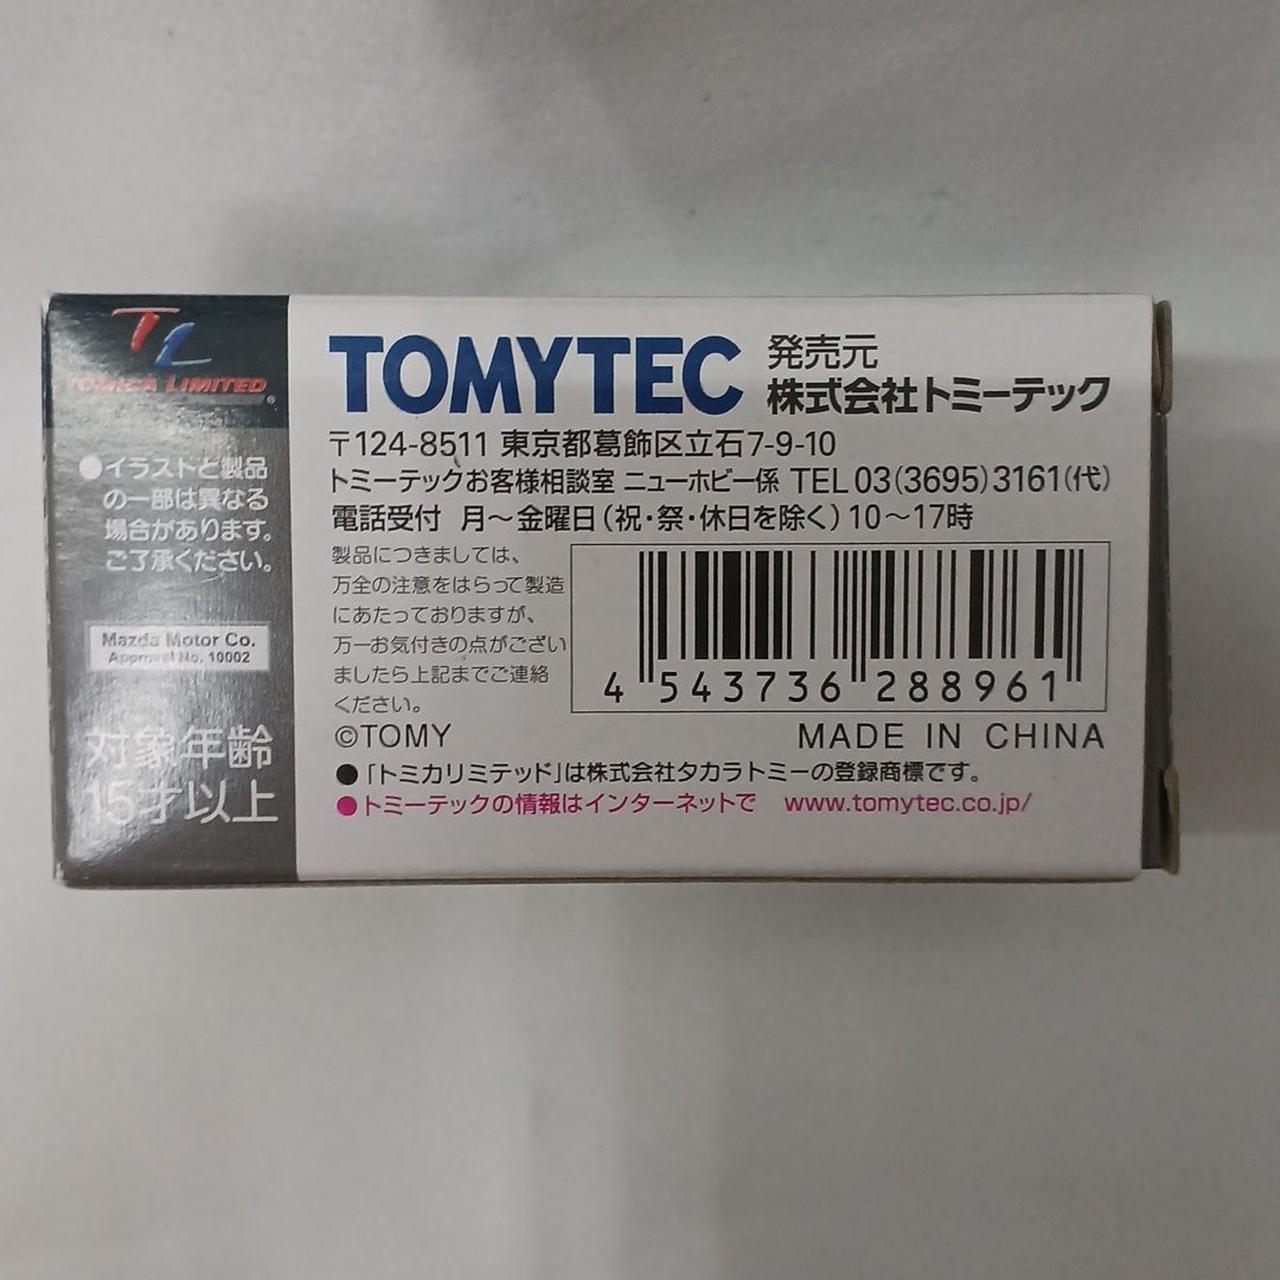 TL
TOMICA LIMITED
®
●イラストと製品
の一部は異なる
場合があります。
ご了承ください。
Mazda Motor Co.
Approval No. 10002
対象年齢
15才以上
TOMYTEC
発売元
株式会社トミーテック
〒124-8511 東京都葛飾区立石7-9-10
トミーテックお客様相談室 ニューホビー係 TEL 03(3695)3161(代)
電話受付 月～金曜日(祝・祭・休日を除く)10～17時
製品につきましては、
万全の注意をはらって製造
にあたっておりますが、
万一お気付きの点がござい
ましたら上記までご連絡
ください。
4 543736 288961
©TOMY
MADE IN CHINA
●「トミカリミテッド」は株式会社タカラトミーの登録商標です。
●トミーテックの情報はインターネットで www.tomytec.co.jp/